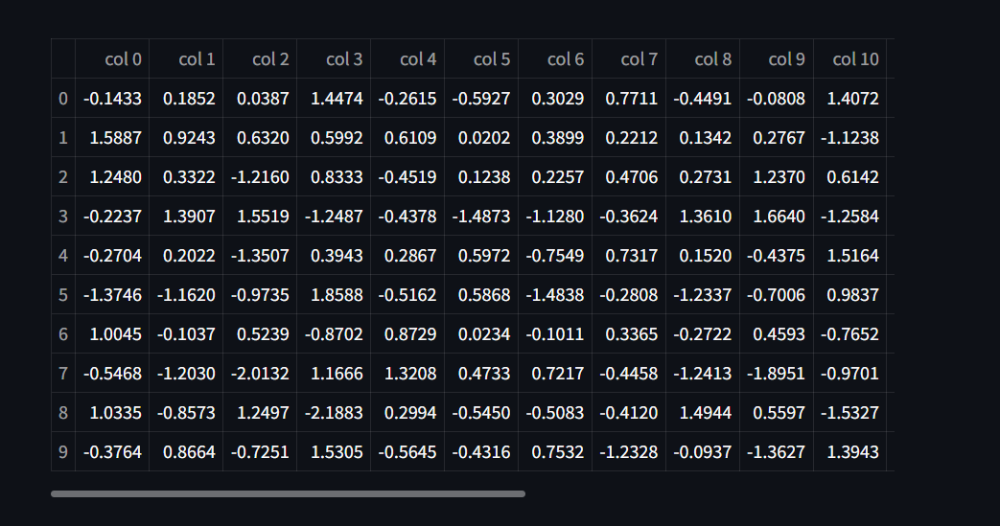 col 0 col 1 col 2 col 3 col 4 col 5 col 6 col 7 col 8 col 9 col 10
0 -0.1433 0.1852 0.0387 1.4474 -0.2615 -0.5927 0.3029 0.7711 -0.4491 -0.0808 1.4072
1 1.5887 0.9243 0.6320 0.5992 0.6109 0.0202 0.3899 0.2212 0.1342 0.2767 -1.1238
2 1.2480 0.3322 -1.2160 0.8333 -0.4519 0.1238 0.2257 0.4706 0.2731 1.2370 0.6142
3 -0.2237 1.3907 1.5519 -1.2487 -0.4378 -1.4873 -1.1280 -0.3624 1.3610 1.6640 -1.2584
4 -0.2704 0.2022 -1.3507 0.3943 0.2867 0.5972 -0.7549 0.7317 0.1520 -0.4375 1.5164
5 -1.3746 -1.1620 -0.9735 1.8588 -0.5162 0.5868 -1.4838 -0.2808 -1.2337 -0.7006 0.9837
6 1.0045 -0.1037 0.5239 -0.8702 0.8729 0.0234 -0.1011 0.3365 -0.2722 0.4593 -0.7652
7 -0.5468 -1.2030 -2.0132 1.1666 1.3208 0.4733 0.7217 -0.4458 -1.2413 -1.8951 -0.9701
8 1.0335 -0.8573 1.2497 -2.1883 0.2994 -0.5450 -0.5083 -0.4120 1.4944 0.5597 -1.5327
9 -0.3764 0.8664 -0.7251 1.5305 -0.5645 -0.4316 0.7532 -1.2328 -0.0937 -1.3627 1.3943